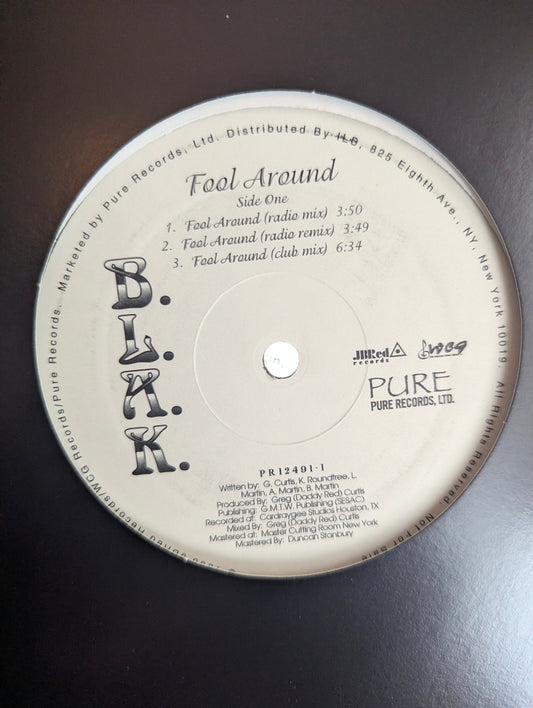 Marketed by Pure Records, Ltd. Distributed By ILG, 825 Eighth Ave., NY, New York 10019. All Rights Reserved
Not For Sale
Records/WCG Records/Pure Records.
Fool Around
Side One
1. Fool Around (radio mix) 3:50
2. Fool Around (radio remix) 3:49
3. Fool Around (club mix) 6:34
B.
L.
A.
K.
JBRed
records
wcg
PURE
PURE RECORDS, LTD.
PR12491-1
Written by: G. Curtis, K. Roundtree, L.
Martin, A. Martin, B. Martin
Produced By: Greg (Daddy Red) Curtis
Publishing: G.M.T.W. Publishing (SESAC)
Recorded at: Cardraygee Studios Houston, TX
Mixed By: Greg (Daddy Red) Curtis
Mastered at: Master Cutting Room New York
Mastered By: Duncan Stanbury